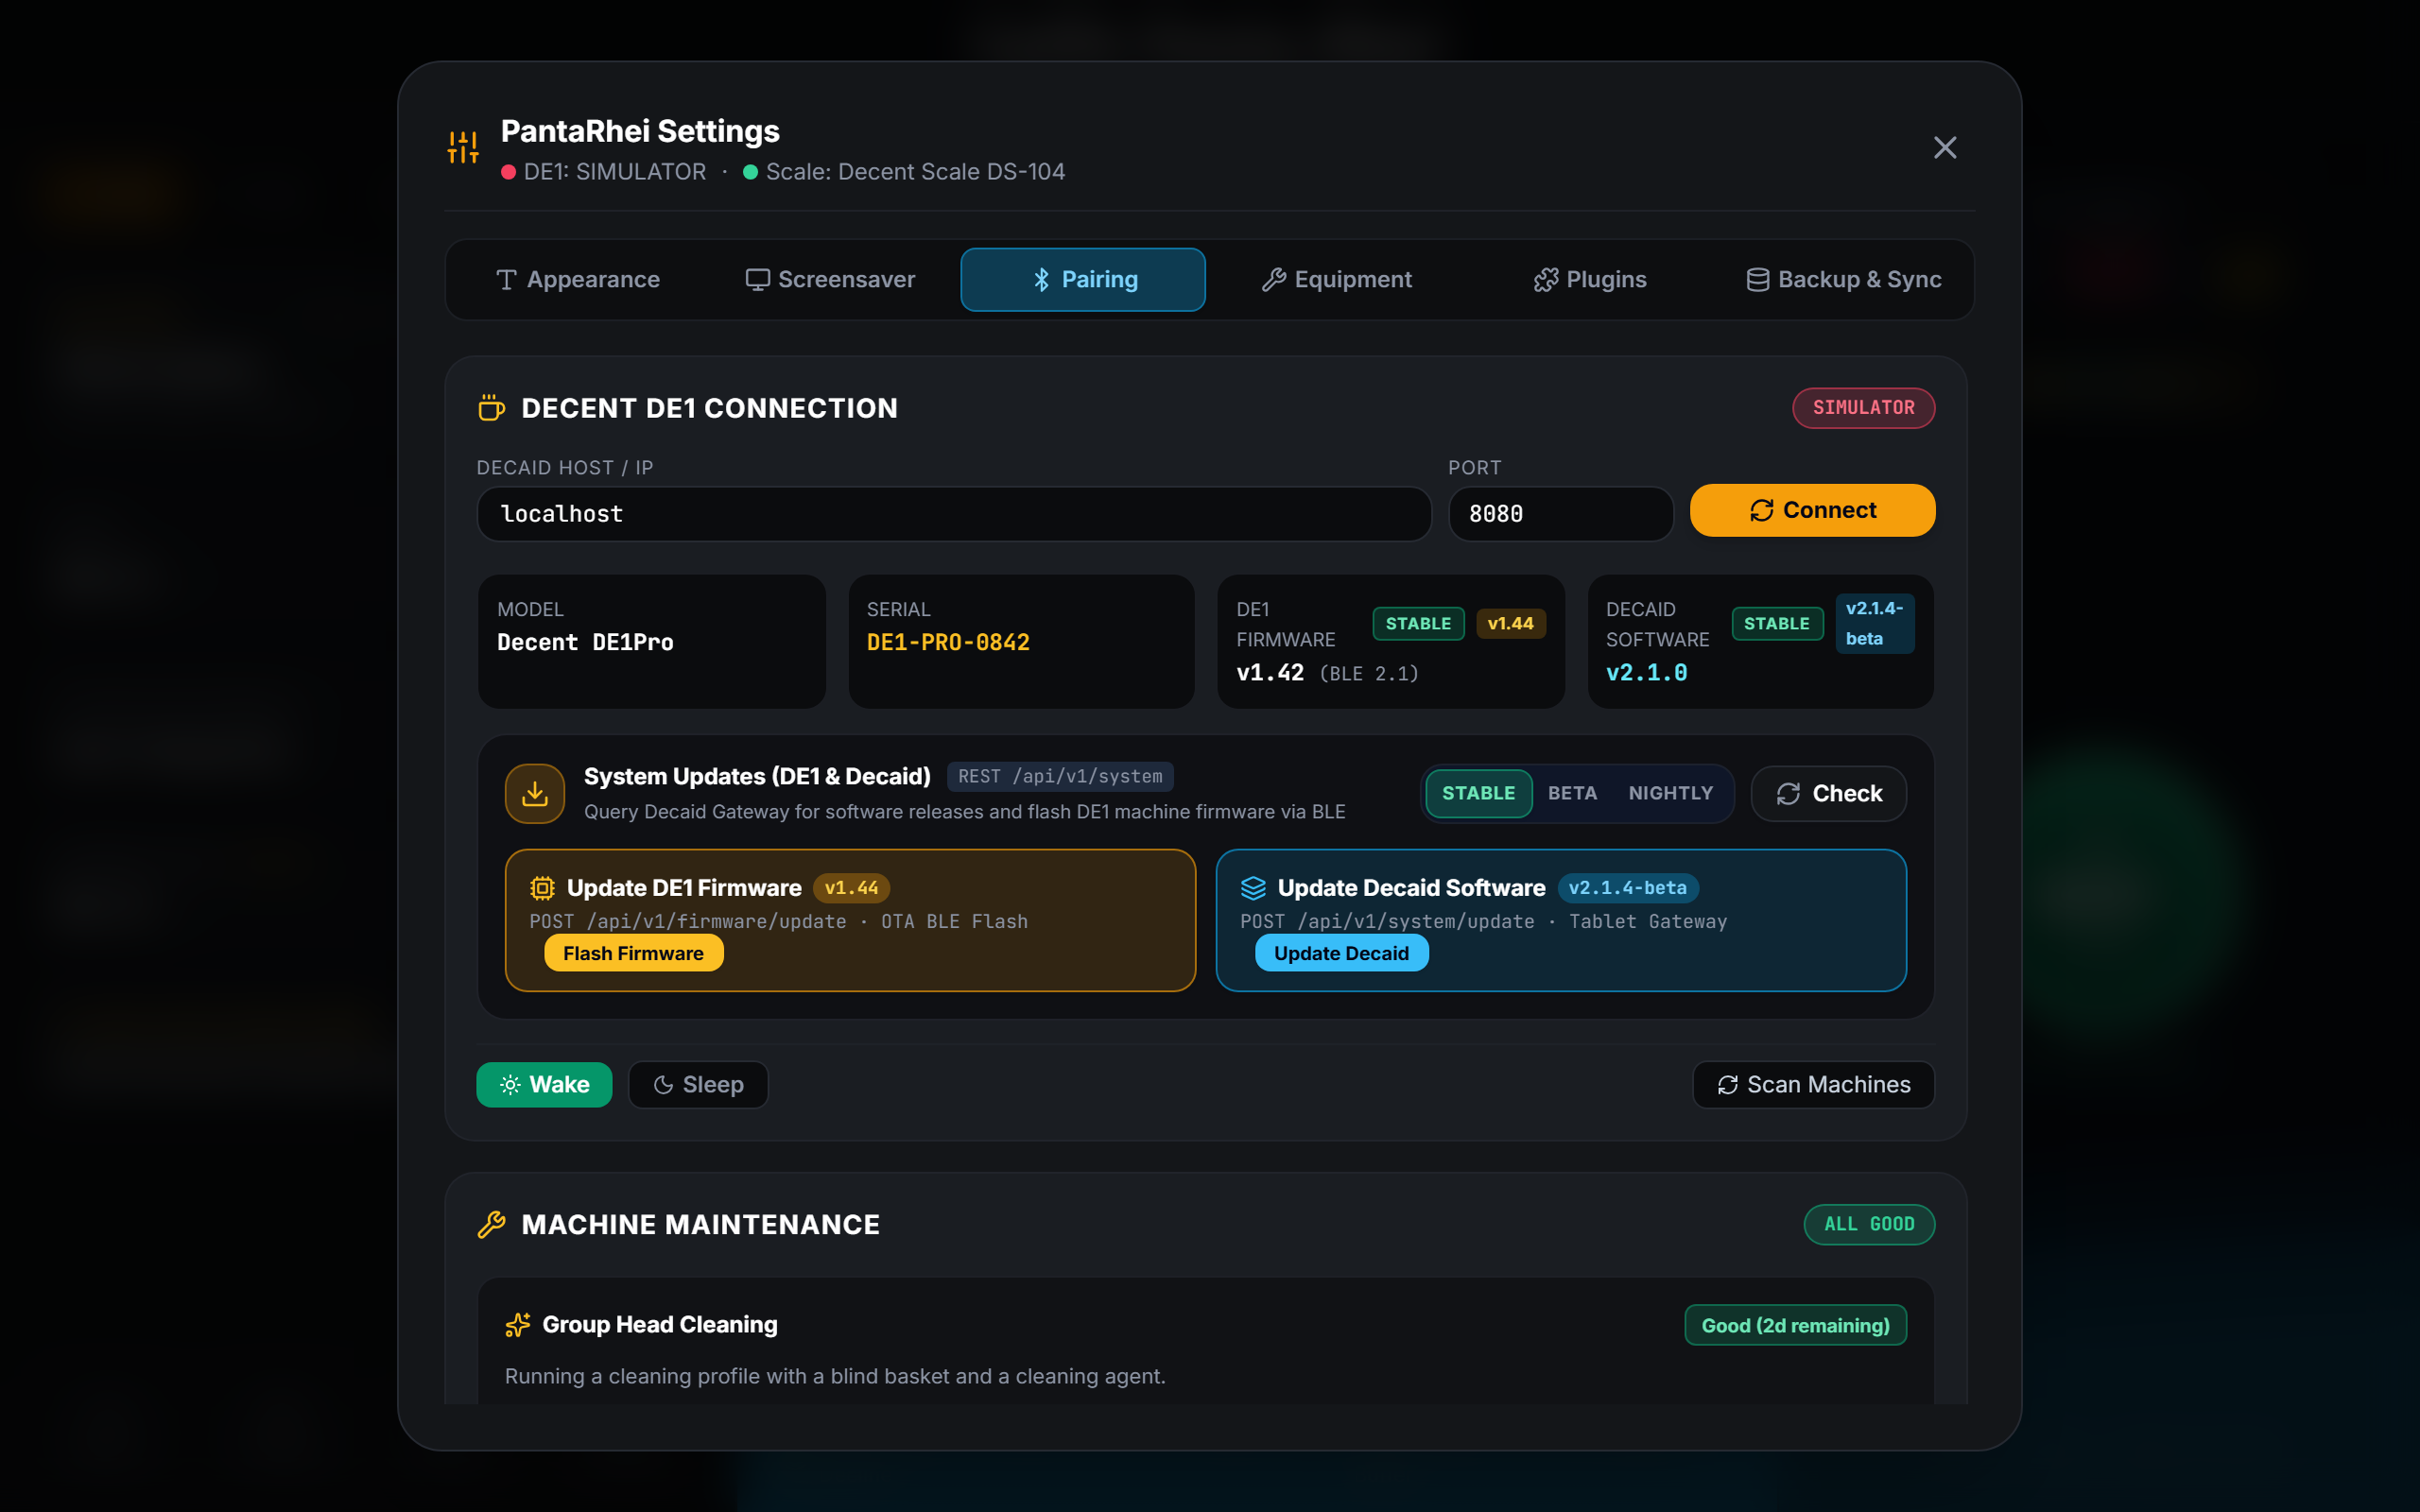 PantaRhei Settings
DE1: SIMULATOR · Scale: Decent Scale DS-104
Appearance
Screensaver
Pairing
Equipment
Plugins
Backup & Sync
DECENT DE1 CONNECTION
SIMULATOR
DECAID HOST / IP
PORT
localhost
8080
Connect
MODEL
Decent DE1Pro
SERIAL
DE1-PRO-0842
DE1
FIRMWARE
STABLE
v1.44
v1.42 (BLE 2.1)
DECAID
SOFTWARE
STABLE
v2.1.4-
beta
v2.1.0
System Updates (DE1 & Decaid) REST /api/v1/system
Query Decaid Gateway for software releases and flash DE1 machine firmware via BLE
STABLE
BETA
NIGHTLY
Check
Update DE1 Firmware v1.44
POST /api/v1/firmware/update · OTA BLE Flash
Flash Firmware
Update Decaid Software v2.1.4-beta
POST /api/v1/system/update · Tablet Gateway
Update Decaid
Wake
Sleep
Scan Machines
MACHINE MAINTENANCE
ALL GOOD
Group Head Cleaning
Good (2d remaining)
Running a cleaning profile with a blind basket and a cleaning agent.